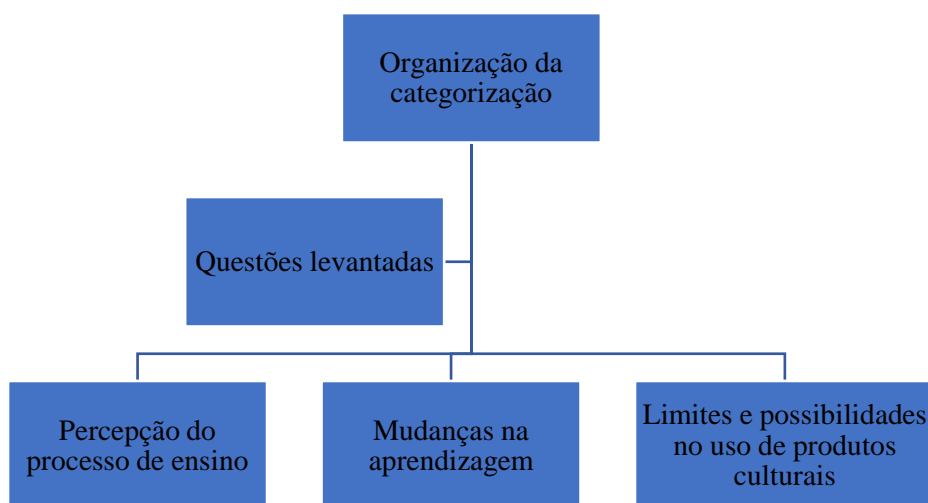 Organização da
categorização
Questões levantadas
Percepção do
processo de ensino
Mudanças na
aprendizagem
Limites e possibilidades
no uso de produtos
culturais